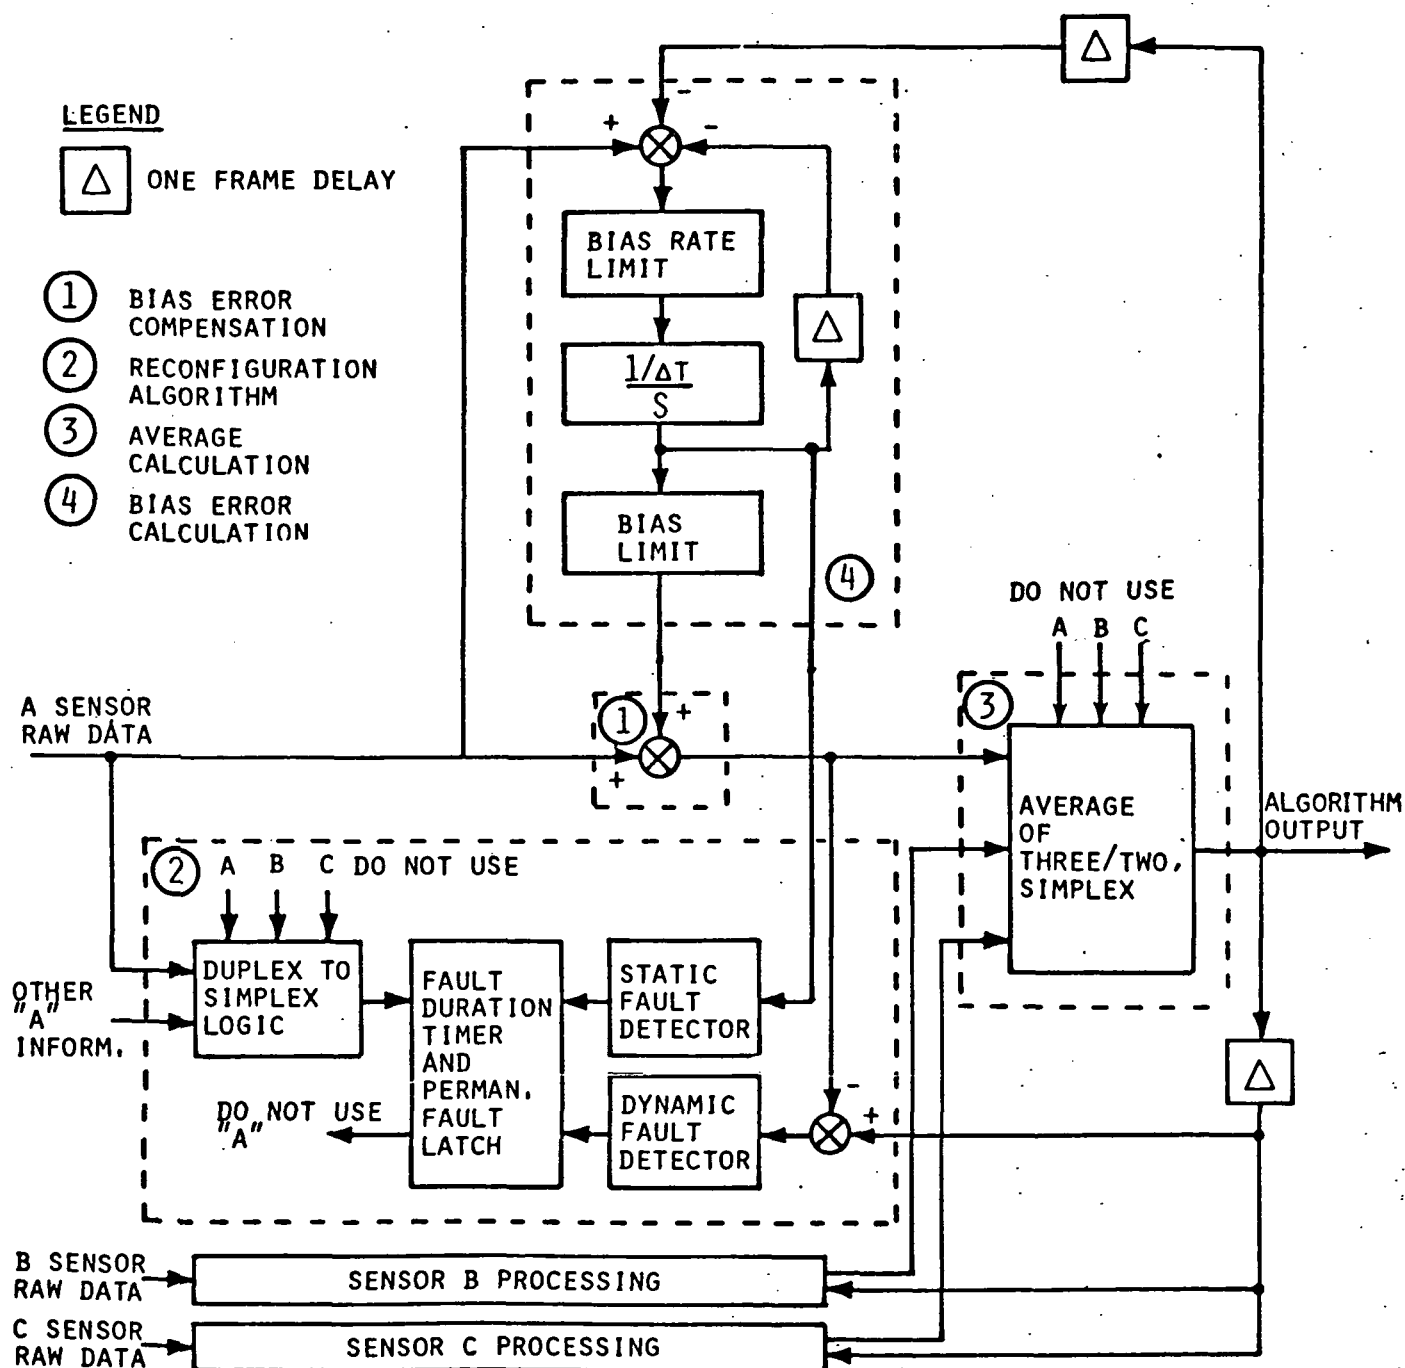 Δ
LEGEND
Δ ONE FRAME DELAY
1 BIAS ERROR
COMPENSATION
2 RECONFIGURATION
ALGORITHM
3 AVERAGE
CALCULATION
4 BIAS ERROR
CALCULATION
-
+ -
BIAS RATE
LIMIT
Δ
1/ΔT
S
BIAS
LIMIT
4
DO NOT USE
A B C
A SENSOR
RAW DATA
1
+
+
3
AVERAGE
OF
THREE/TWO,
SIMPLEX
ALGORITHM
OUTPUT
2 A B C DO NOT USE
DUPLEX TO
SIMPLEX
LOGIC
OTHER
"A"
INFORM.
FAULT
DURATION
TIMER
AND
PERMAN.
FAULT
LATCH
STATIC
FAULT
DETECTOR
Δ
DO NOT USE
"A"
DYNAMIC
FAULT
DETECTOR
-
+
B SENSOR
RAW DATA
SENSOR B PROCESSING
C SENSOR
RAW DATA
SENSOR C PROCESSING